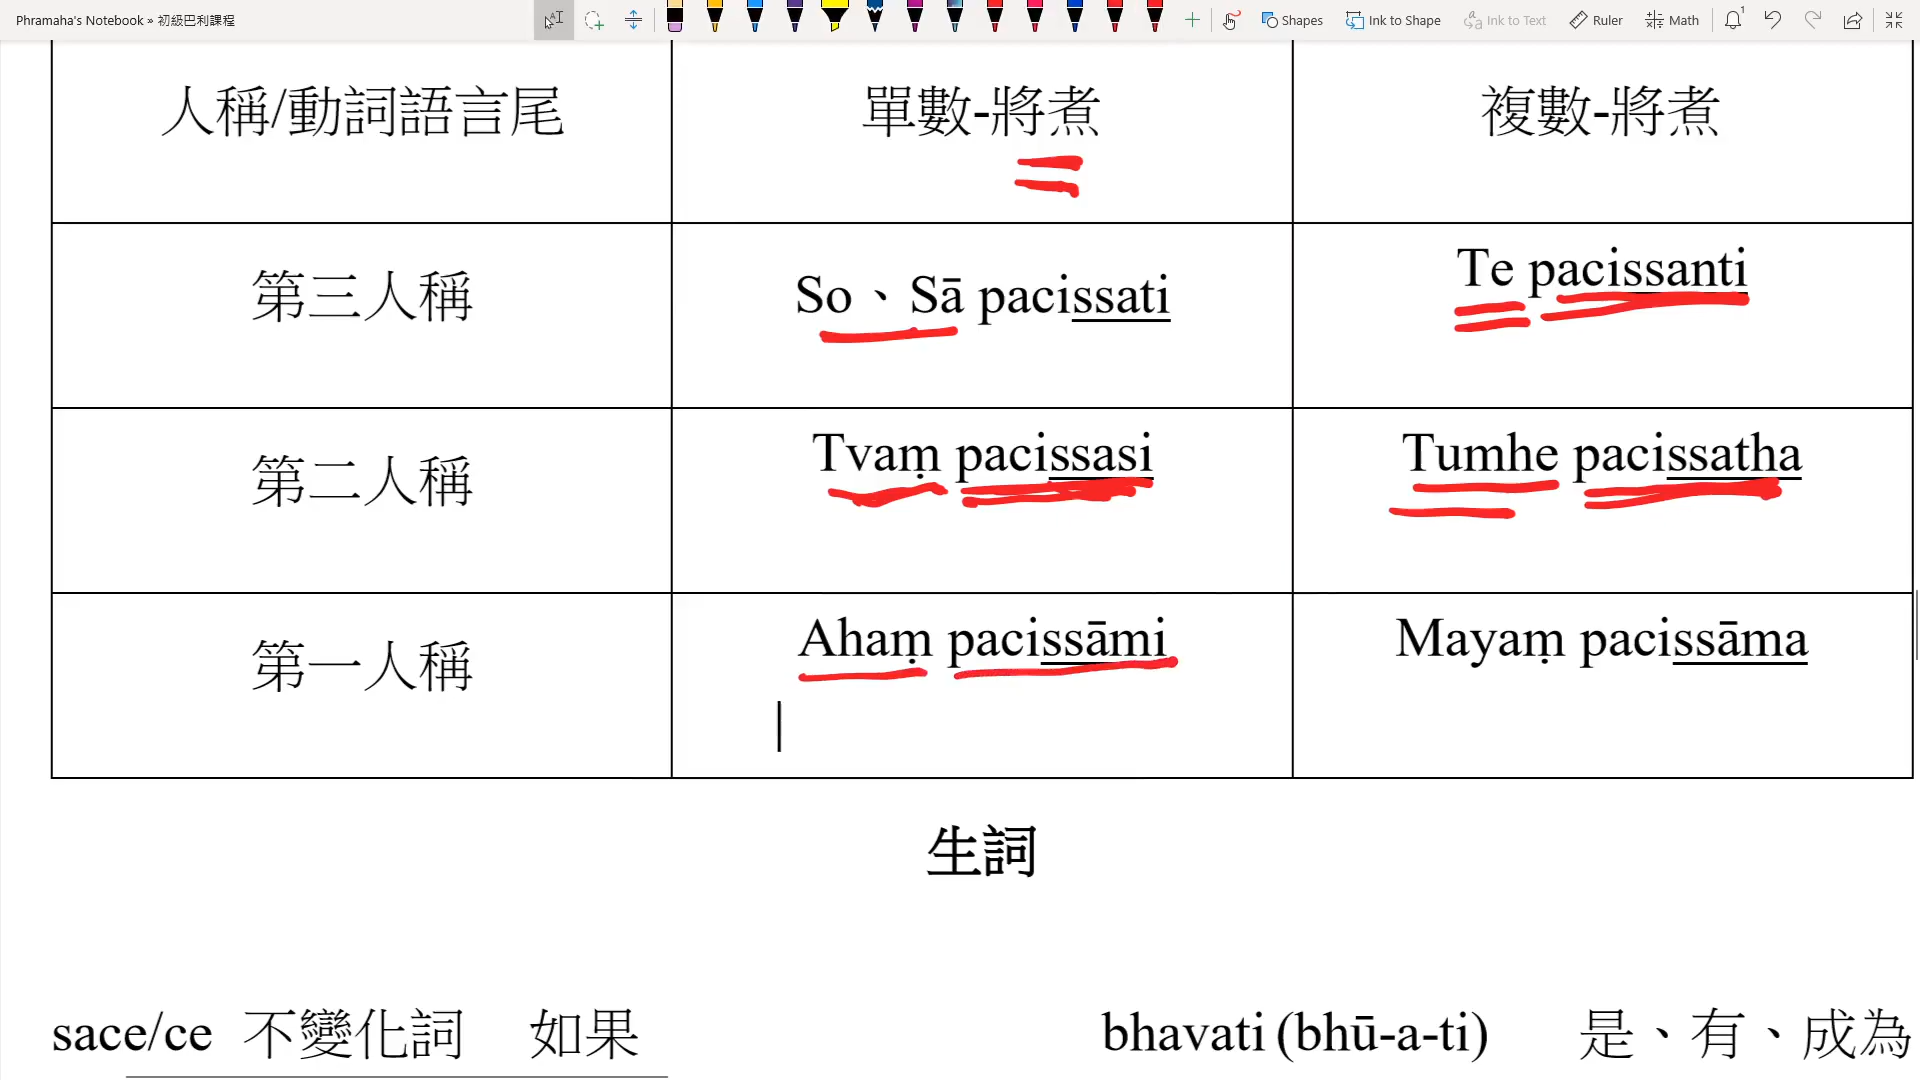 Phramaha's Notebook » 初級巴利課程
Shapes Ink to Shape Ink to Text Ruler Math 1
人稱/動詞語言尾 單數-將煮 複數-將煮
第三人稱 So、Sā pacissati Te pacissanti
第二人稱 Tvaṃ pacissasi Tumhe pacissatha
第一人稱 Ahaṃ pacissāmi Mayaṃ pacissāma
生詞
sace/ce 不變化詞 如果 bhavati (bhū-a-ti) 是、有、成為